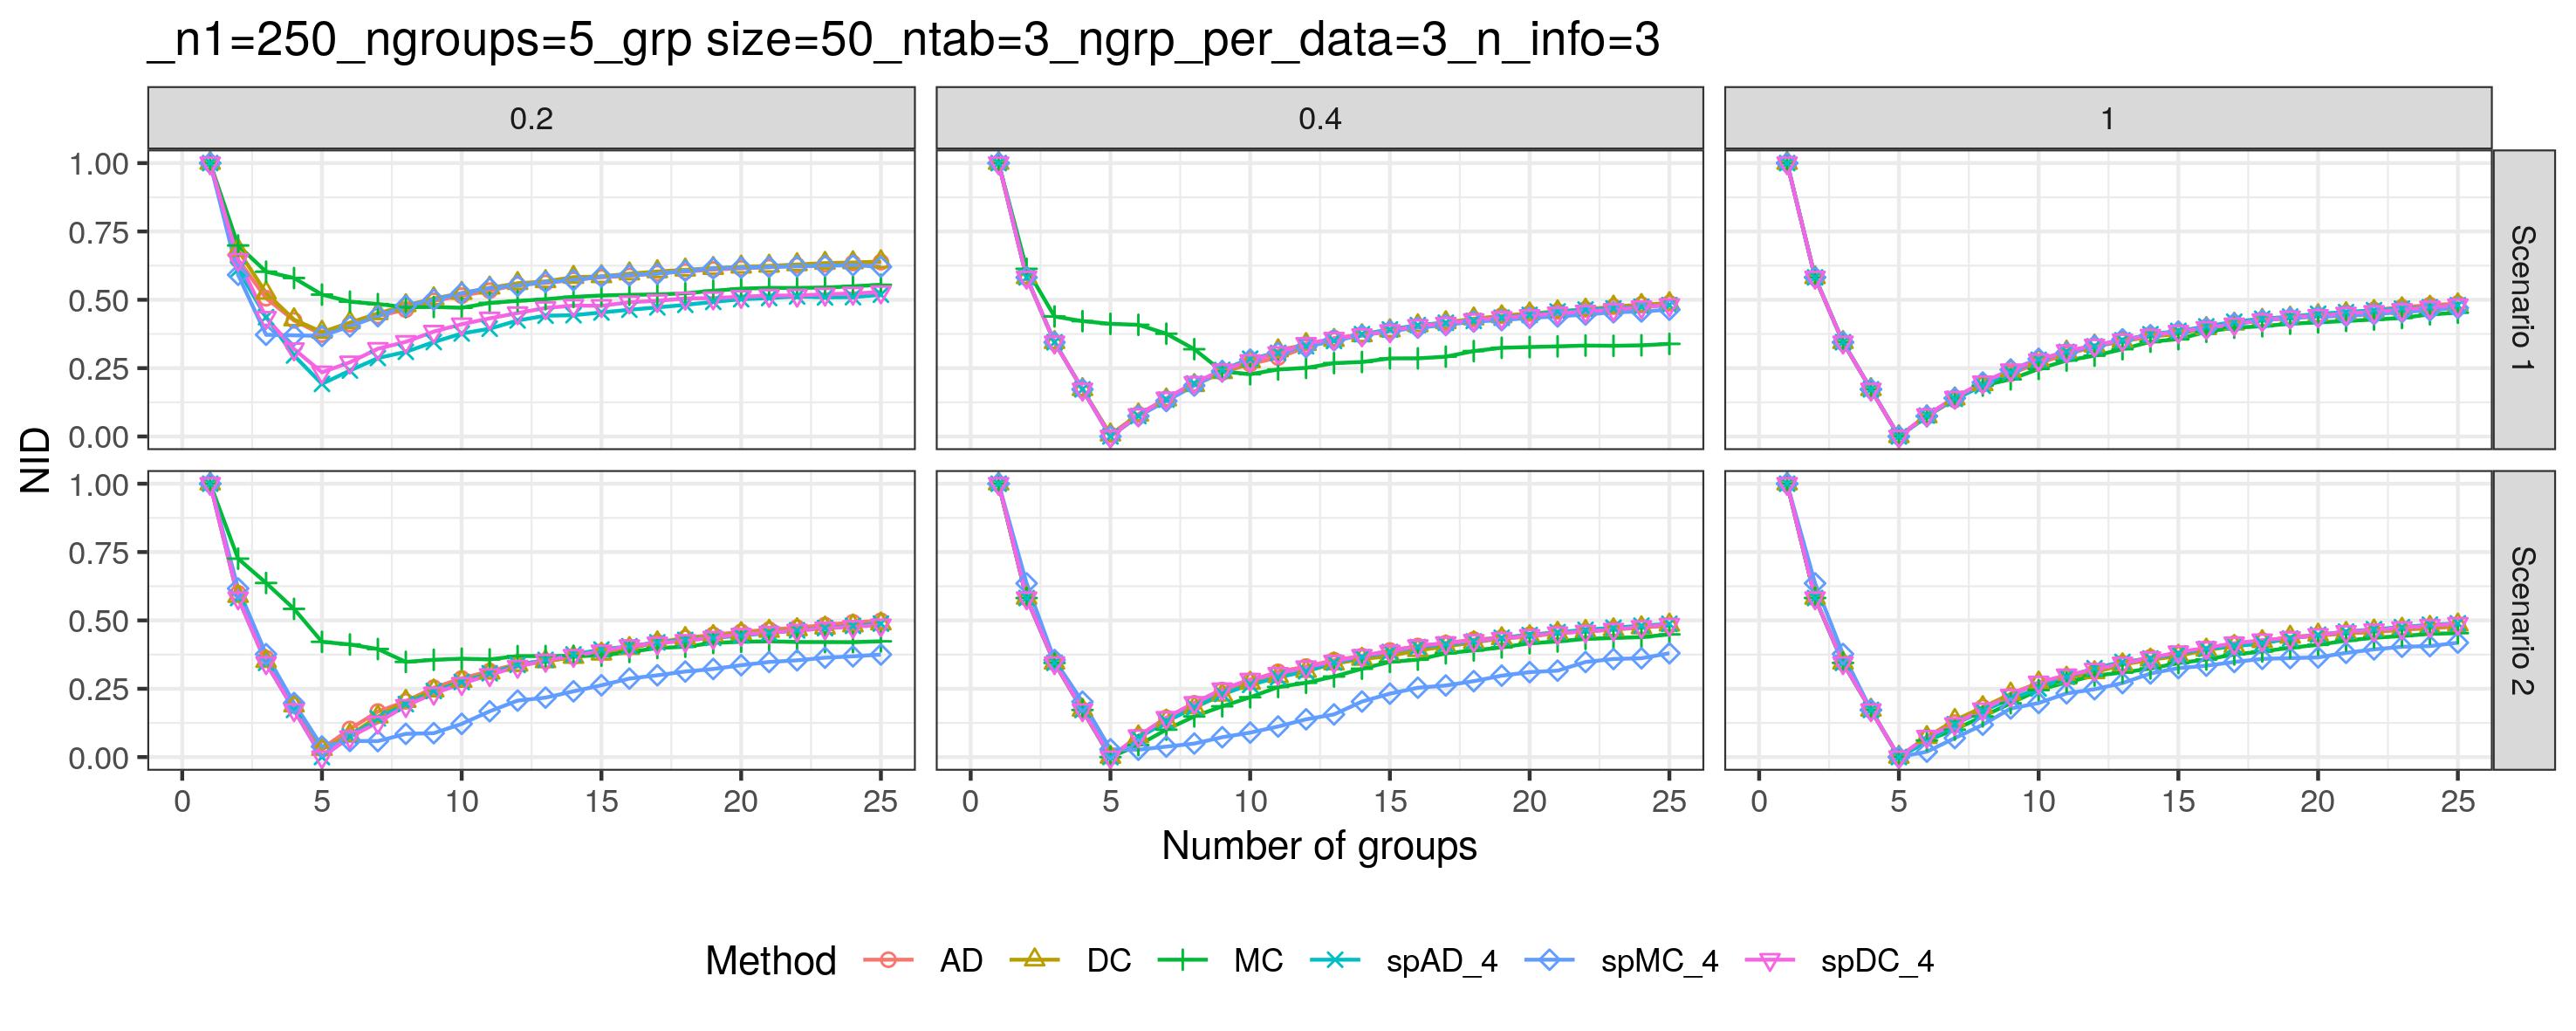 _n1=250_ngroups=5_grp size=50_ntab=3_ngrp_per_data=3_n_info=3
0.2 0.4 1
1.00
0.75
0.50
0.25
0.00
Scenario 1
NID
1.00
0.75
0.50
0.25
0.00
Scenario 2
0 5 10 15 20 25 0 5 10 15 20 25 0 5 10 15 20 25
Number of groups
Method AD DC MC spAD_4 spMC_4 spDC_4